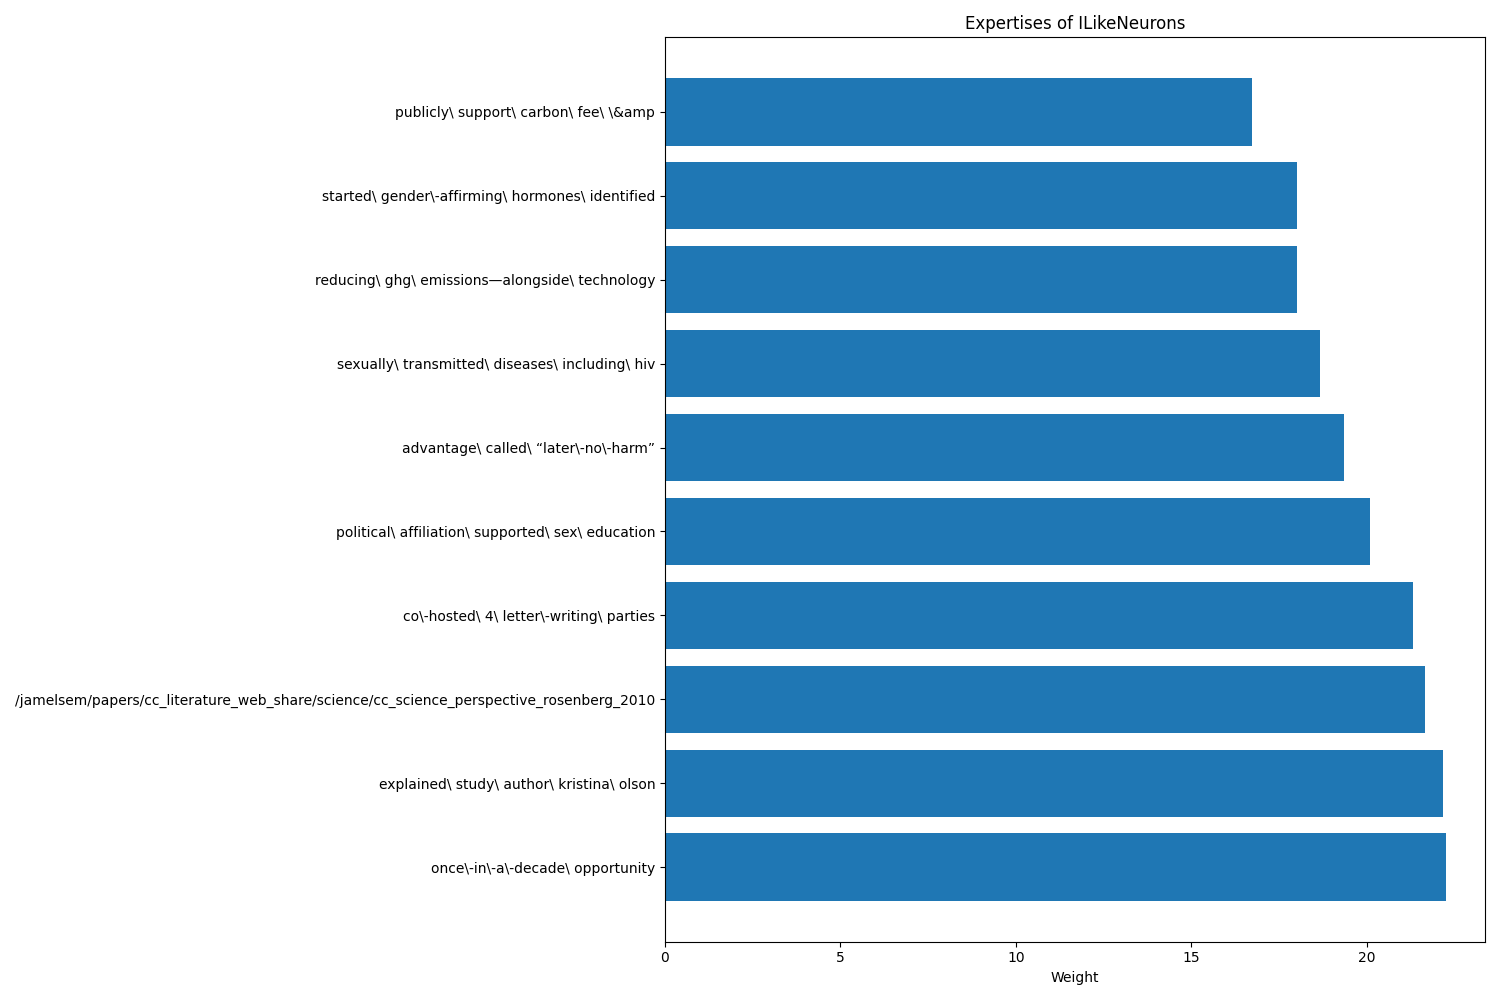 Expertises of ILikeNeurons
publicly\ support\ carbon\ fee\ \&amp
started\ gender\-affirming\ hormones\ identified
reducing\ ghg\ emissions—alongside\ technology
sexually\ transmitted\ diseases\ including\ hiv
advantage\ called\ “later\-no\-harm”
political\ affiliation\ supported\ sex\ education
co\-hosted\ 4\ letter\-writing\ parties
/jamelsem/papers/cc_literature_web_share/science/cc_science_perspective_rosenberg_2010
explained\ study\ author\ kristina\ olson
once\-in\-a\-decade\ opportunity
0 5 10 15 20
Weight